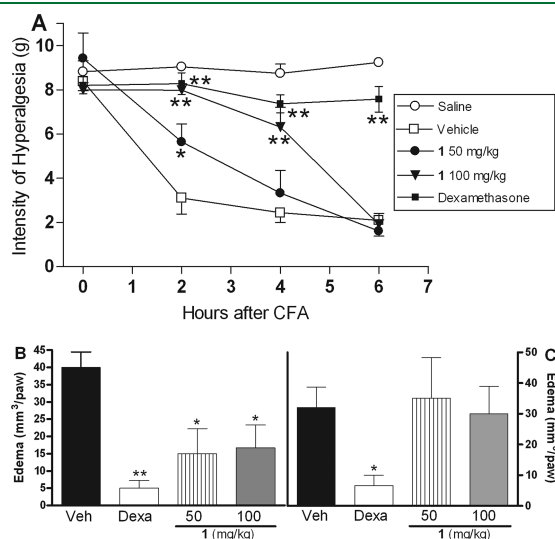 A
Intensity of Hyperalgesia (g)
10
8
6
4
2
0
** ** * ** ** **
0 1 2 3 4 5 6 7
Hours after CFA
Saline
Vehicle
1 50 mg/kg
1 100 mg/kg
Dexamethasone
B
Edema (mm³/paw)
45
40
35
30
25
20
15
10
5
0
** * *
Veh Dexa 50 100
1 (mg/kg)
C
Edema (mm³/paw)
50
40
30
20
10
0
*
Veh Dexa 50 100
1 (mg/kg)